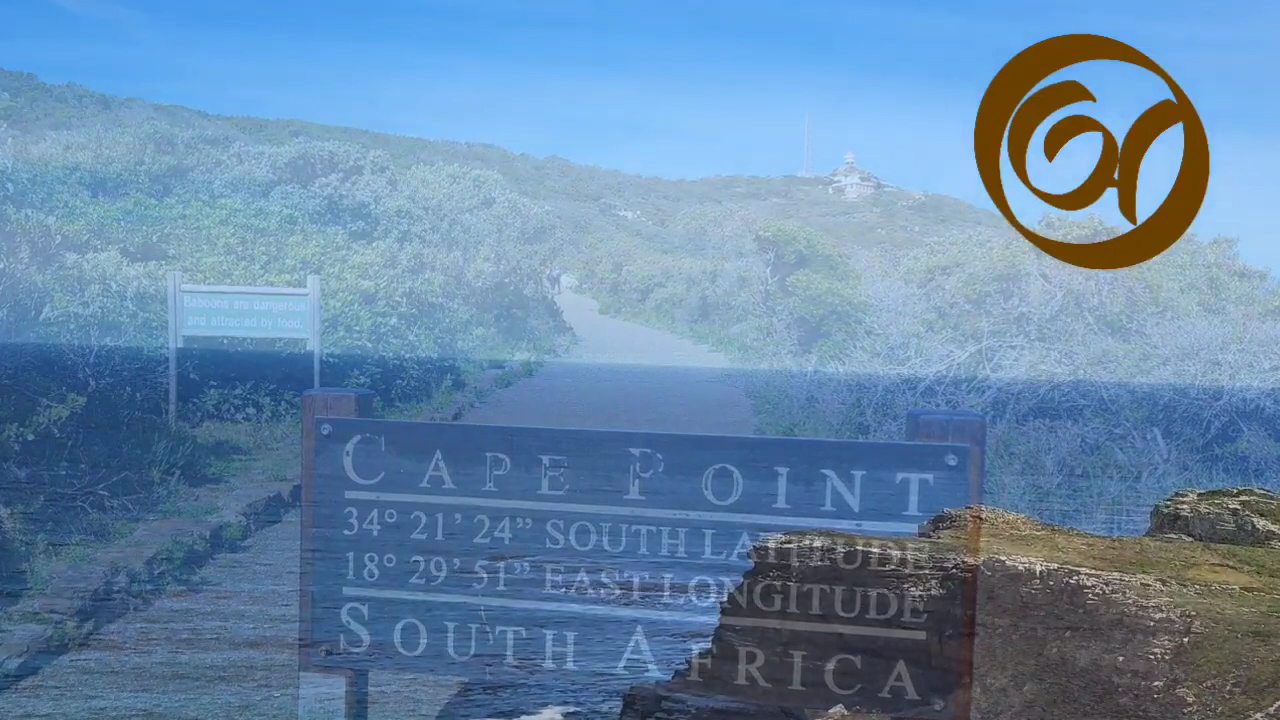 Baboons are dangerous
and attracted by food.
CAPE POINT
34° 21' 24” SOUTH LATITUDE
18° 29' 51” EAST LONGITUDE
SOUTH AFRICA